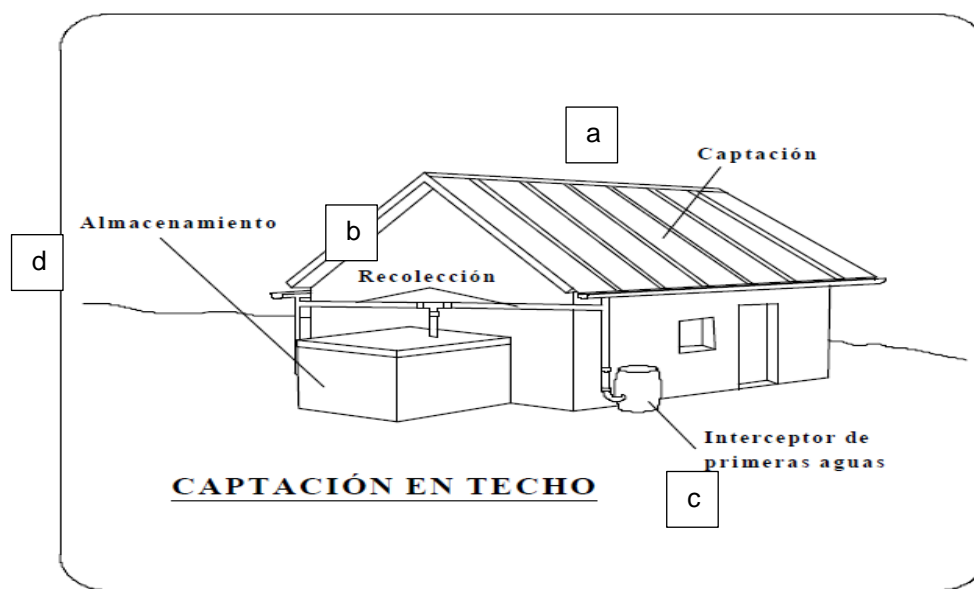 a
Captación
Almacenamiento
b
d
Recolección
Interceptor de
primeras aguas
CAPTACIÓN EN TECHO
c